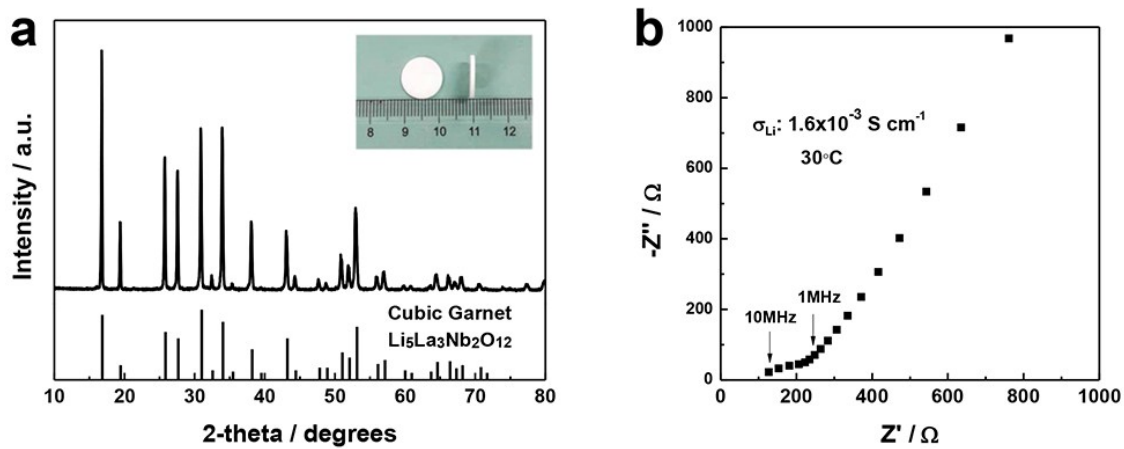 a
Intensity / a.u.
8 9 10 11 12
Cubic Garnet
Li₅La₃Nb₂O₁₂
10 20 30 40 50 60 70 80
2-theta / degrees
b
-Z'' / Ω
1000
800
600
400
200
0
σLi: 1.6x10⁻³ S cm⁻¹
30°C
10MHz
1MHz
0 200 400 600 800 1000
Z' / Ω